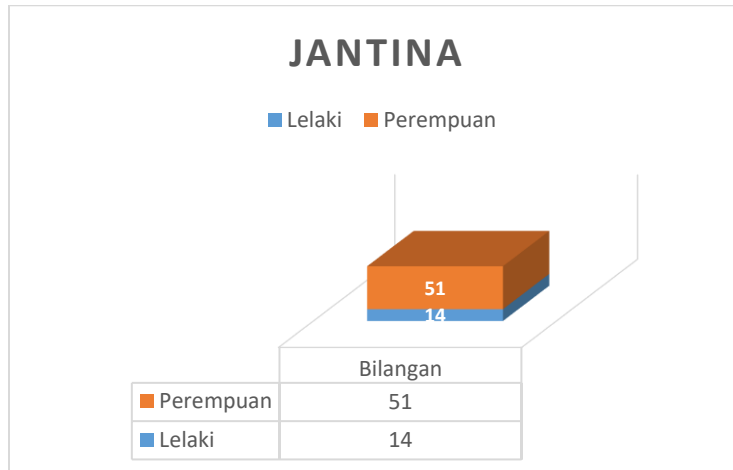 JANTINA
Lelaki Perempuan
51
14
Bilangan
Perempuan 51
Lelaki 14